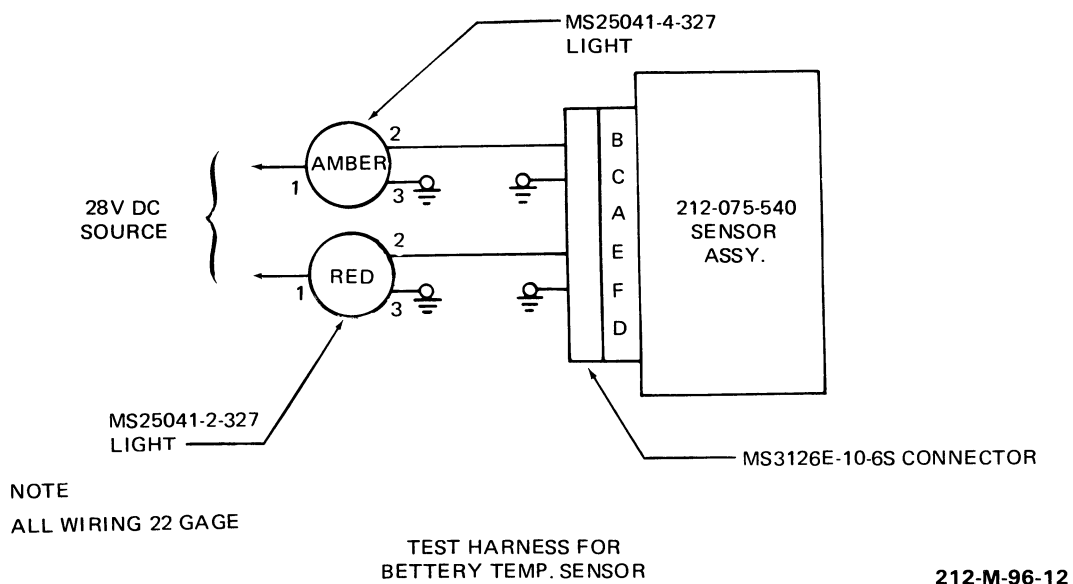 MS25041-4-327
LIGHT
28V DC
SOURCE
AMBER
1
2
3
RED
1
2
3
B
C
A
E
F
D
212-075-540
SENSOR
ASSY.
MS25041-2-327
LIGHT
MS3126E-10-6S CONNECTOR
NOTE
ALL WIRING 22 GAGE
TEST HARNESS FOR
BETTERY TEMP. SENSOR
212-M-96-12